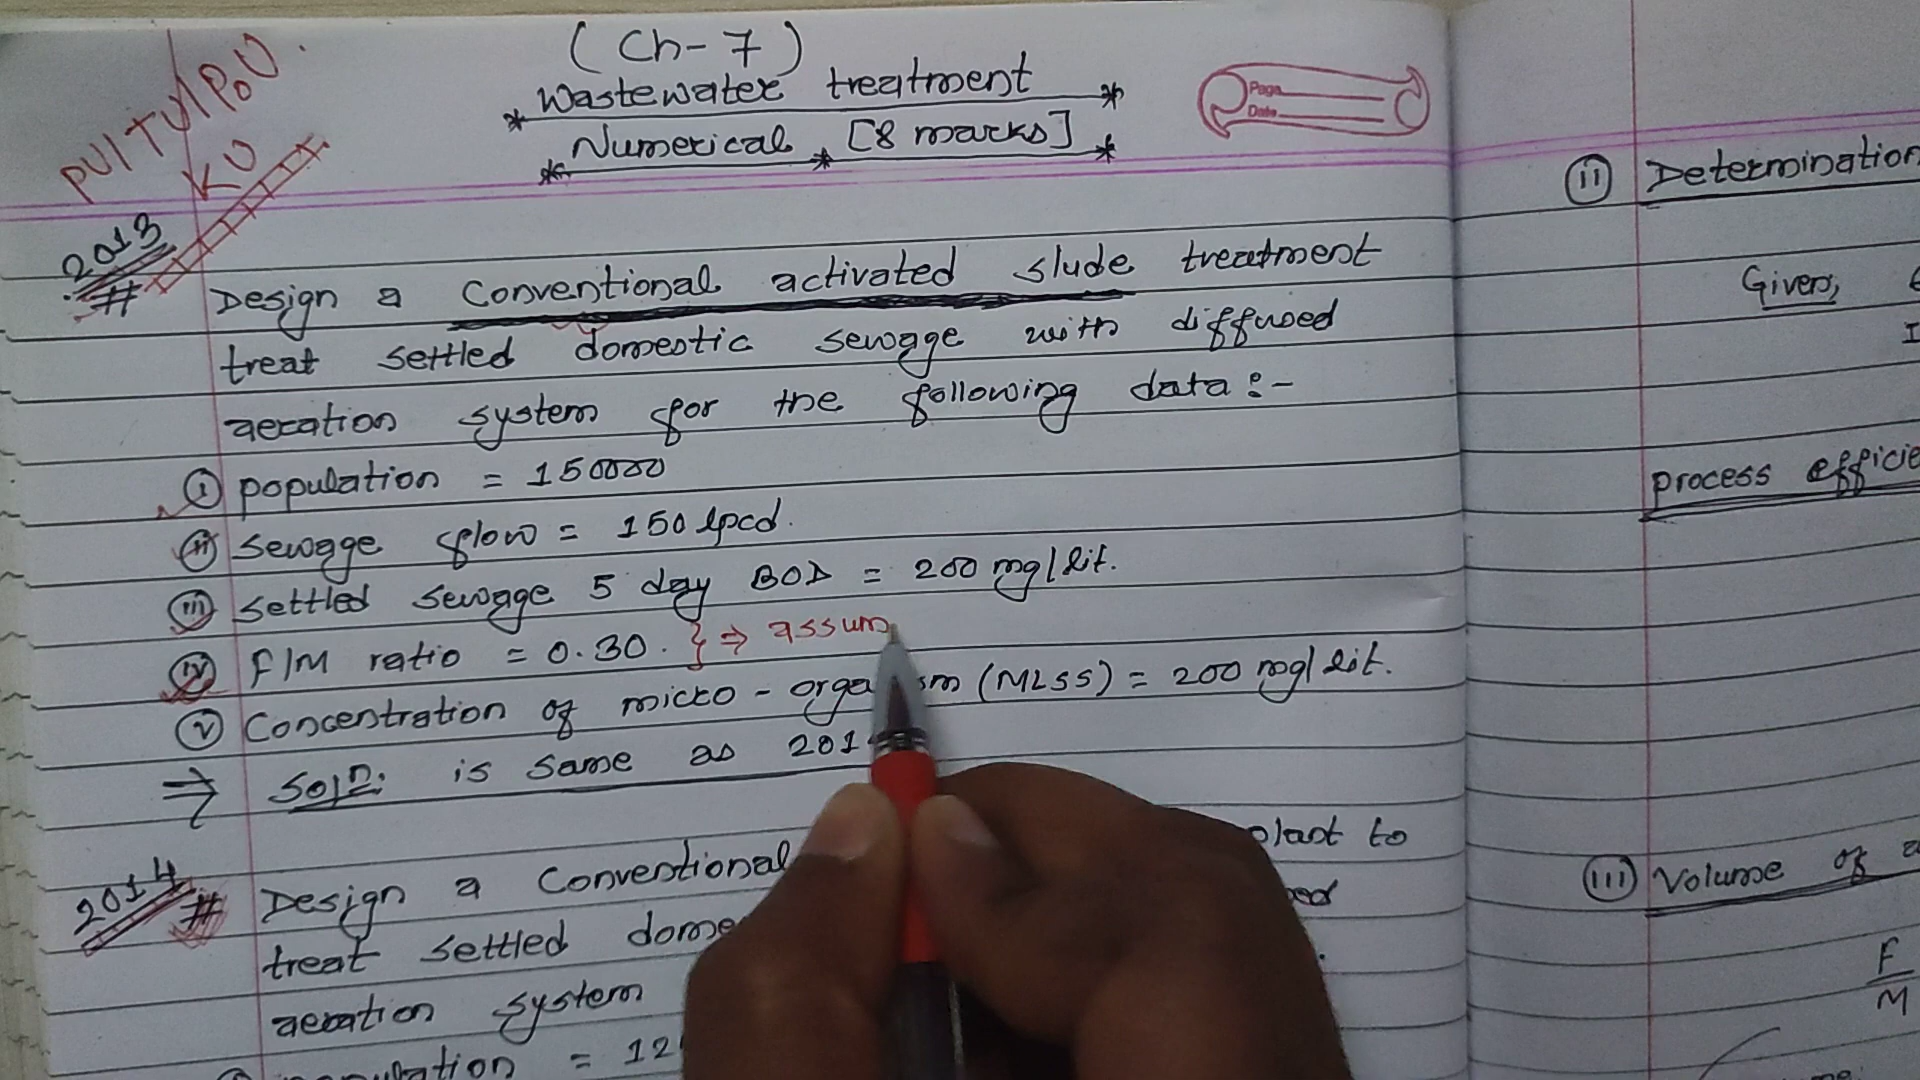 (Ch-7)
Wastewater treatment
Numerical [8 marks]
Page
Date
PU/TU/PoU
KU
2013
# Design a Conventional activated slude treatment
treat settled domestic sewage with diffused
aeration system for the following data:-
(i) population = 150000
(ii) sewage flow = 150 lpcd.
(iii) settled sewage 5 day BOD = 200 mg/lit.
(iv) F/M ratio = 0.30. } ⇒ assum
(v) Concentration of micro-orga sm (MLSS) = 200 mg/lit.
⇒ Soln: is same as 201
2014
# Design a Conventional plant to
treat settled dome
aeration system
= 12
(ii) Determination
Given,
process efficie
(iii) Volume of a
F
M